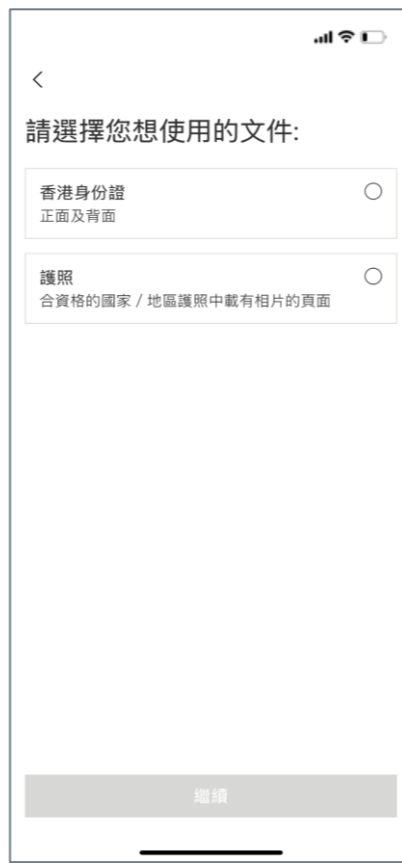 請選擇您想使用的文件:
香港身份證
正面及背面
護照
合資格的國家 / 地區護照中載有相片的頁面
繼續